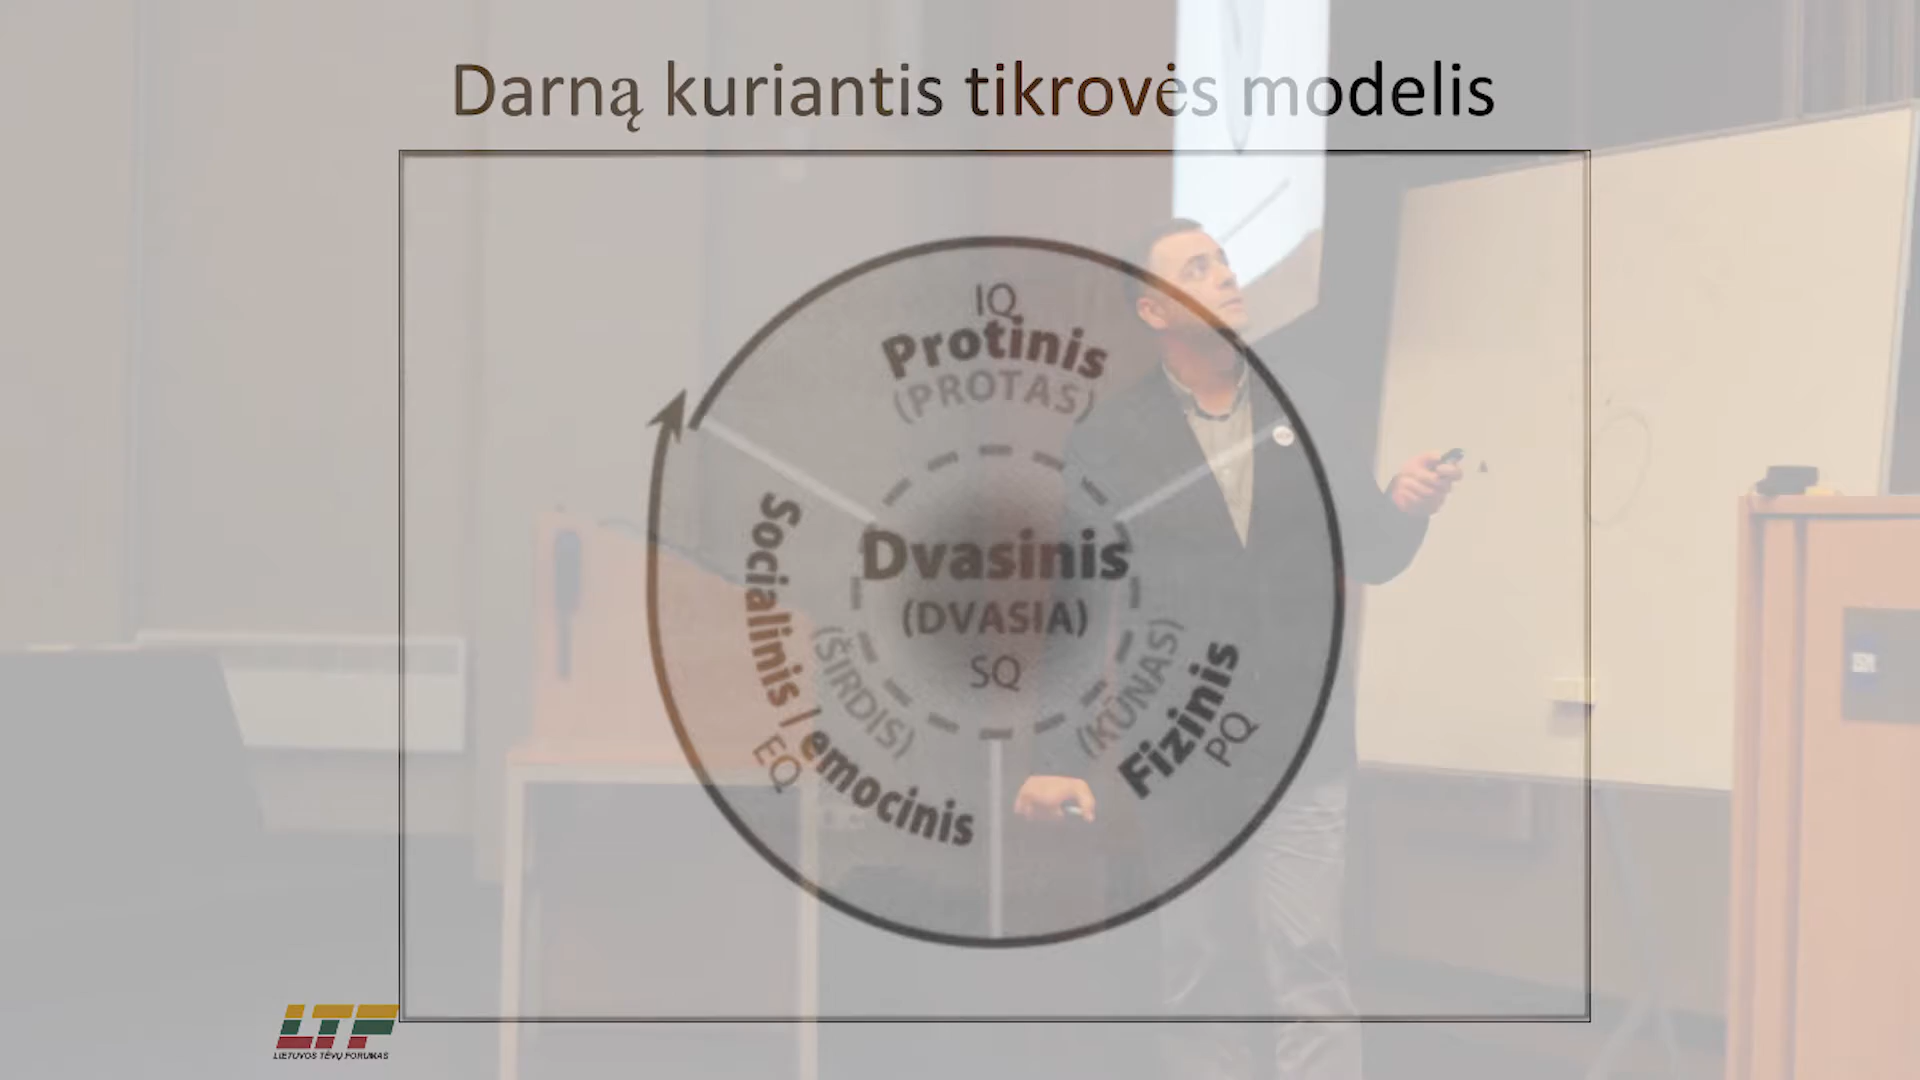 Darną kuriantis tikrovės modelis
IQ
Protinis
(PROTAS)
Dvasinis
(DVASIA)
SQ
Socialinis / emocinis
(ŠIRDIS)
EQ
(KŪNAS)
Fizinis
PQ
LTF
LIETUVOS TĖVŲ FORUMAS